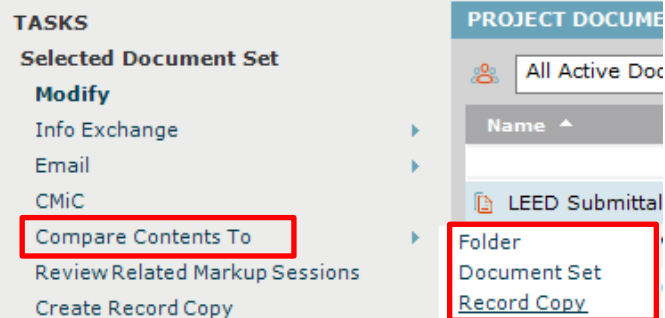 TASKS
Selected Document Set
Modify
Info Exchange
Email
CMiC
Compare Contents To
Review Related Markup Sessions
Create Record Copy
PROJECT DOCUME
All Active Doc
Name
LEED Submittal
Folder
Document Set
Record Copy